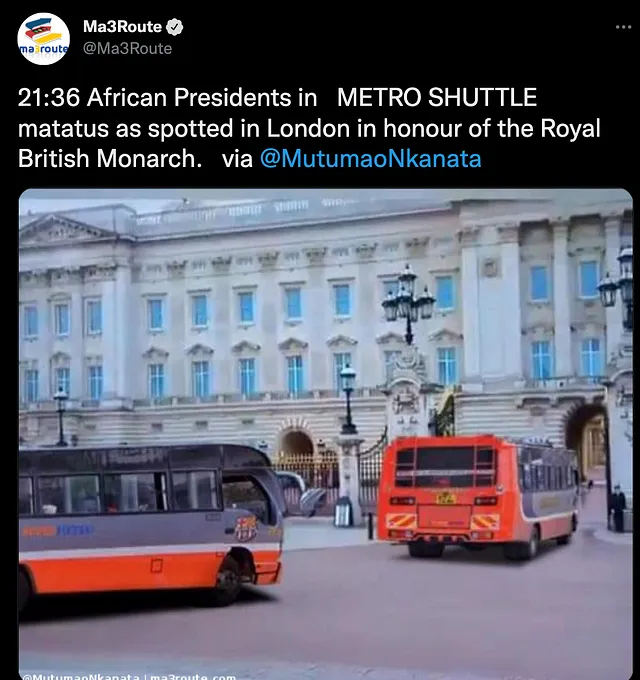 Ma3Route
@Ma3Route
ma3route
21:36 African Presidents in   METRO SHUTTLE
matatus as spotted in London in honour of the Royal
British Monarch.   via @MutumaoNkanata
@MutumaoNkanata | ma3route.com